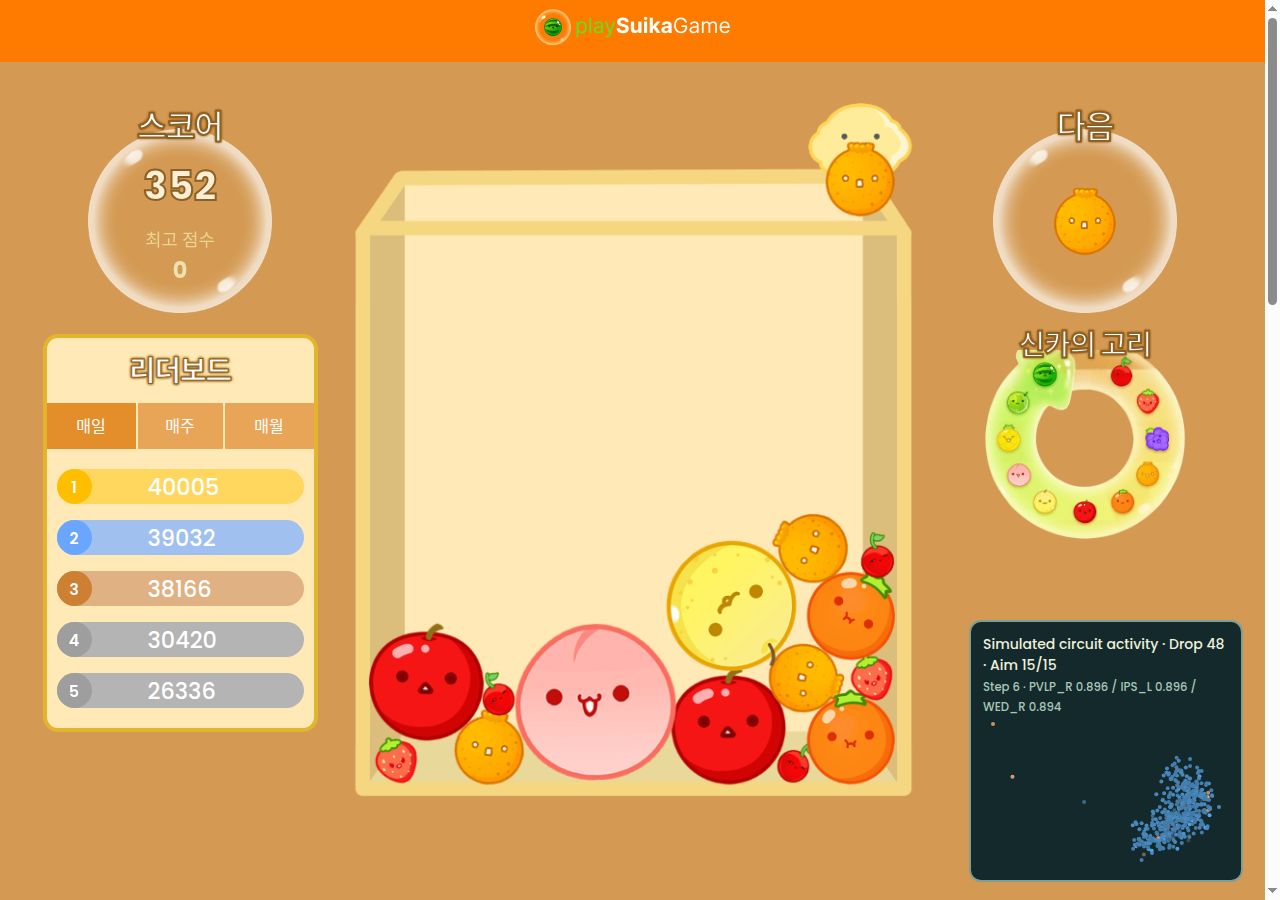 playSuikaGame
스코어
352
최고 점수
0
리더보드
매일
매주
매월
1 40005
2 39032
3 38166
4 30420
5 26336
다음
신카의 고리
Simulated circuit activity · Drop 48
· Aim 15/15
Step 6 · PVLP_R 0.896 / IPS_L 0.896 /
WED_R 0.894